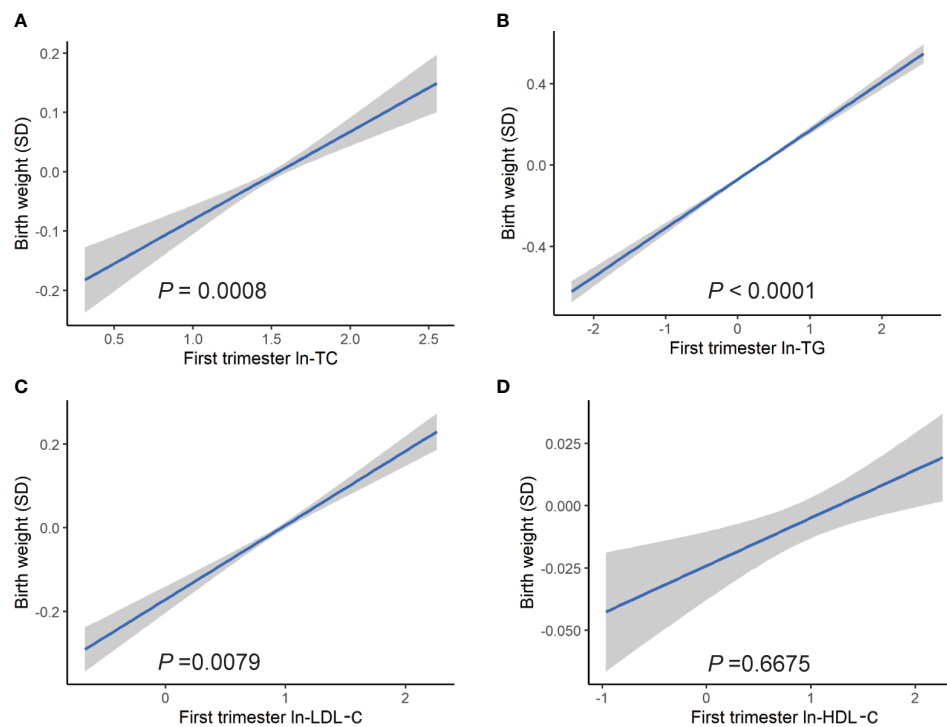 A
0.2
0.1
0.0
-0.1
-0.2
Birth weight (SD)
P = 0.0008
0.5 1.0 1.5 2.0 2.5
First trimester ln-TC
B
0.4
0.0
-0.4
Birth weight (SD)
P < 0.0001
-2 -1 0 1 2
First trimester ln-TG
C
0.2
0.0
-0.2
Birth weight (SD)
P =0.0079
0 1 2
First trimester ln-LDL-C
D
0.025
0.000
-0.025
-0.050
Birth weight (SD)
P =0.6675
-1 0 1 2
First trimester ln-HDL-C